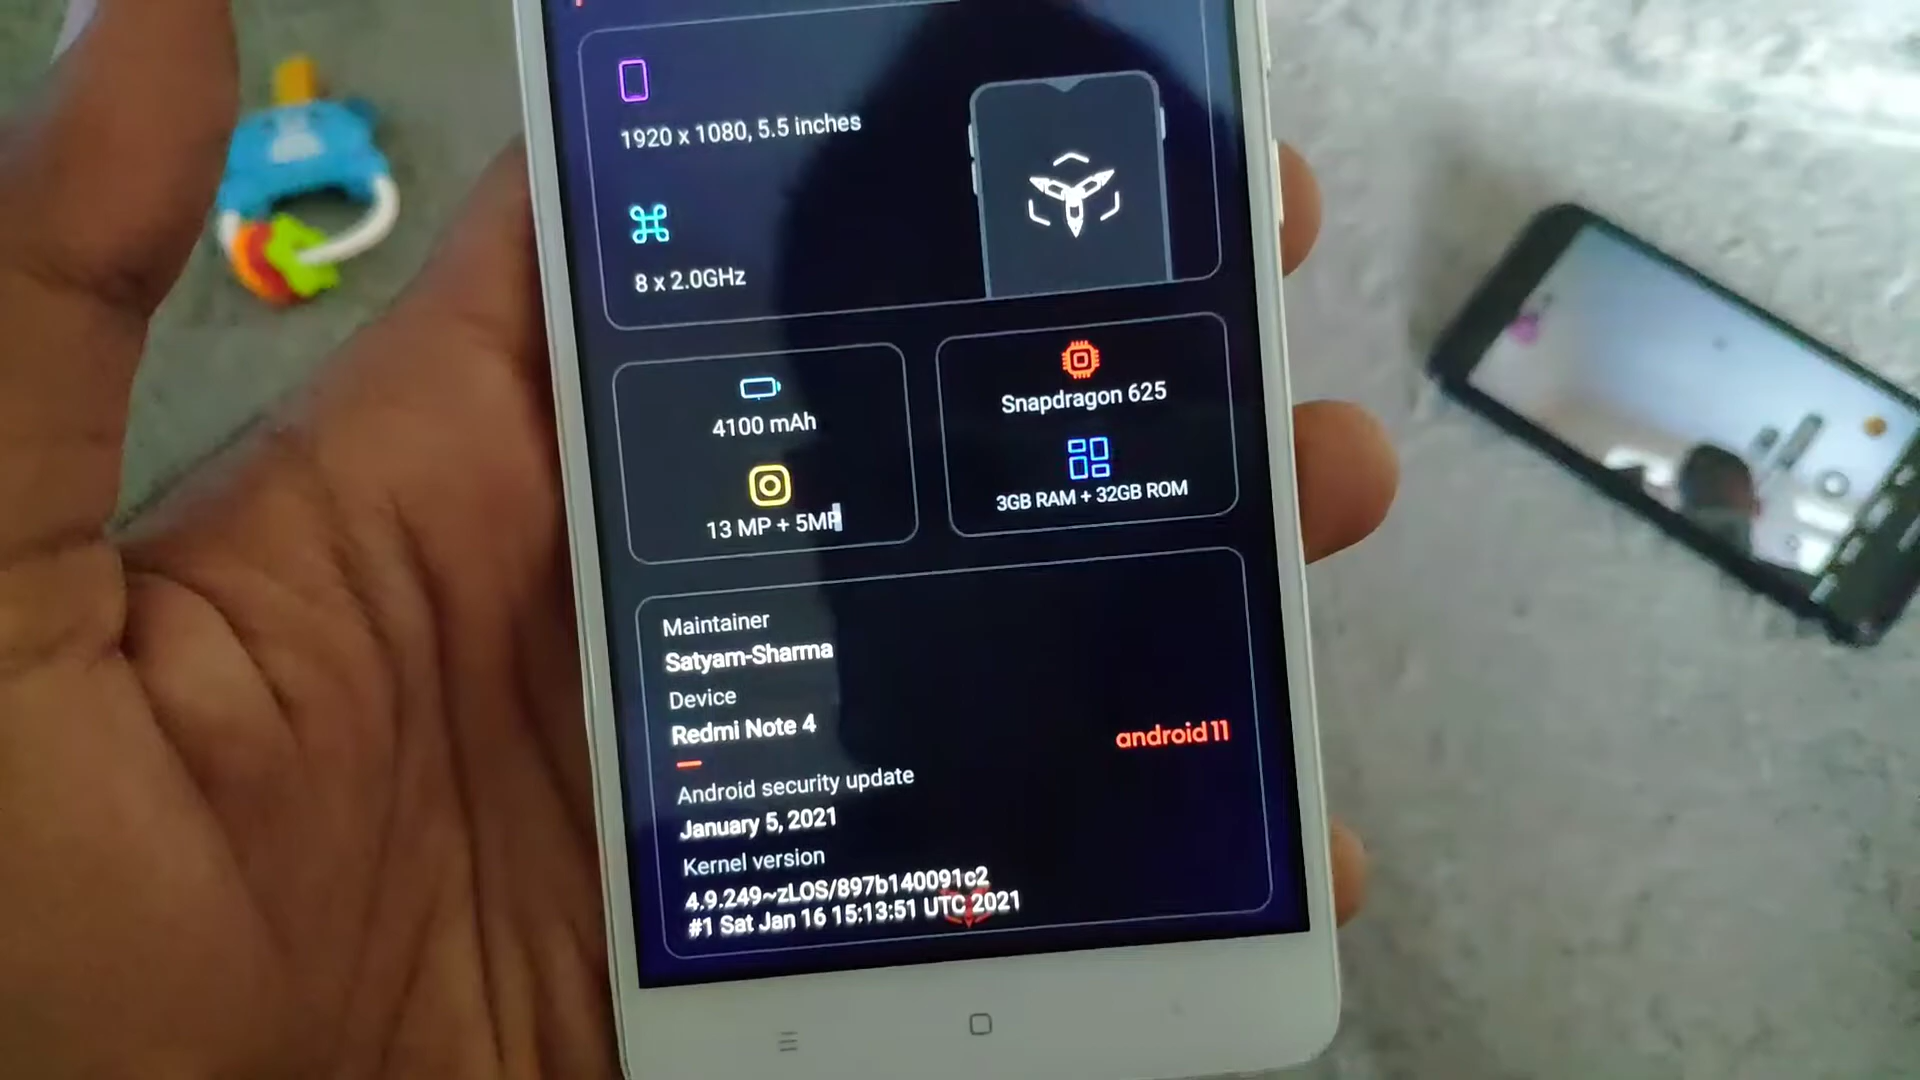 1920 x 1080, 5.5 inches
8 x 2.0GHz
4100 mAh
13 MP + 5MP
Snapdragon 625
3GB RAM + 32GB ROM
Maintainer
Satyam-Sharma
Device
Redmi Note 4
android 11
Android security update
January 5, 2021
Kernel version
4.9.249~zLOS/897b140091c2
#1 Sat Jan 16 15:13:51 UTC 2021